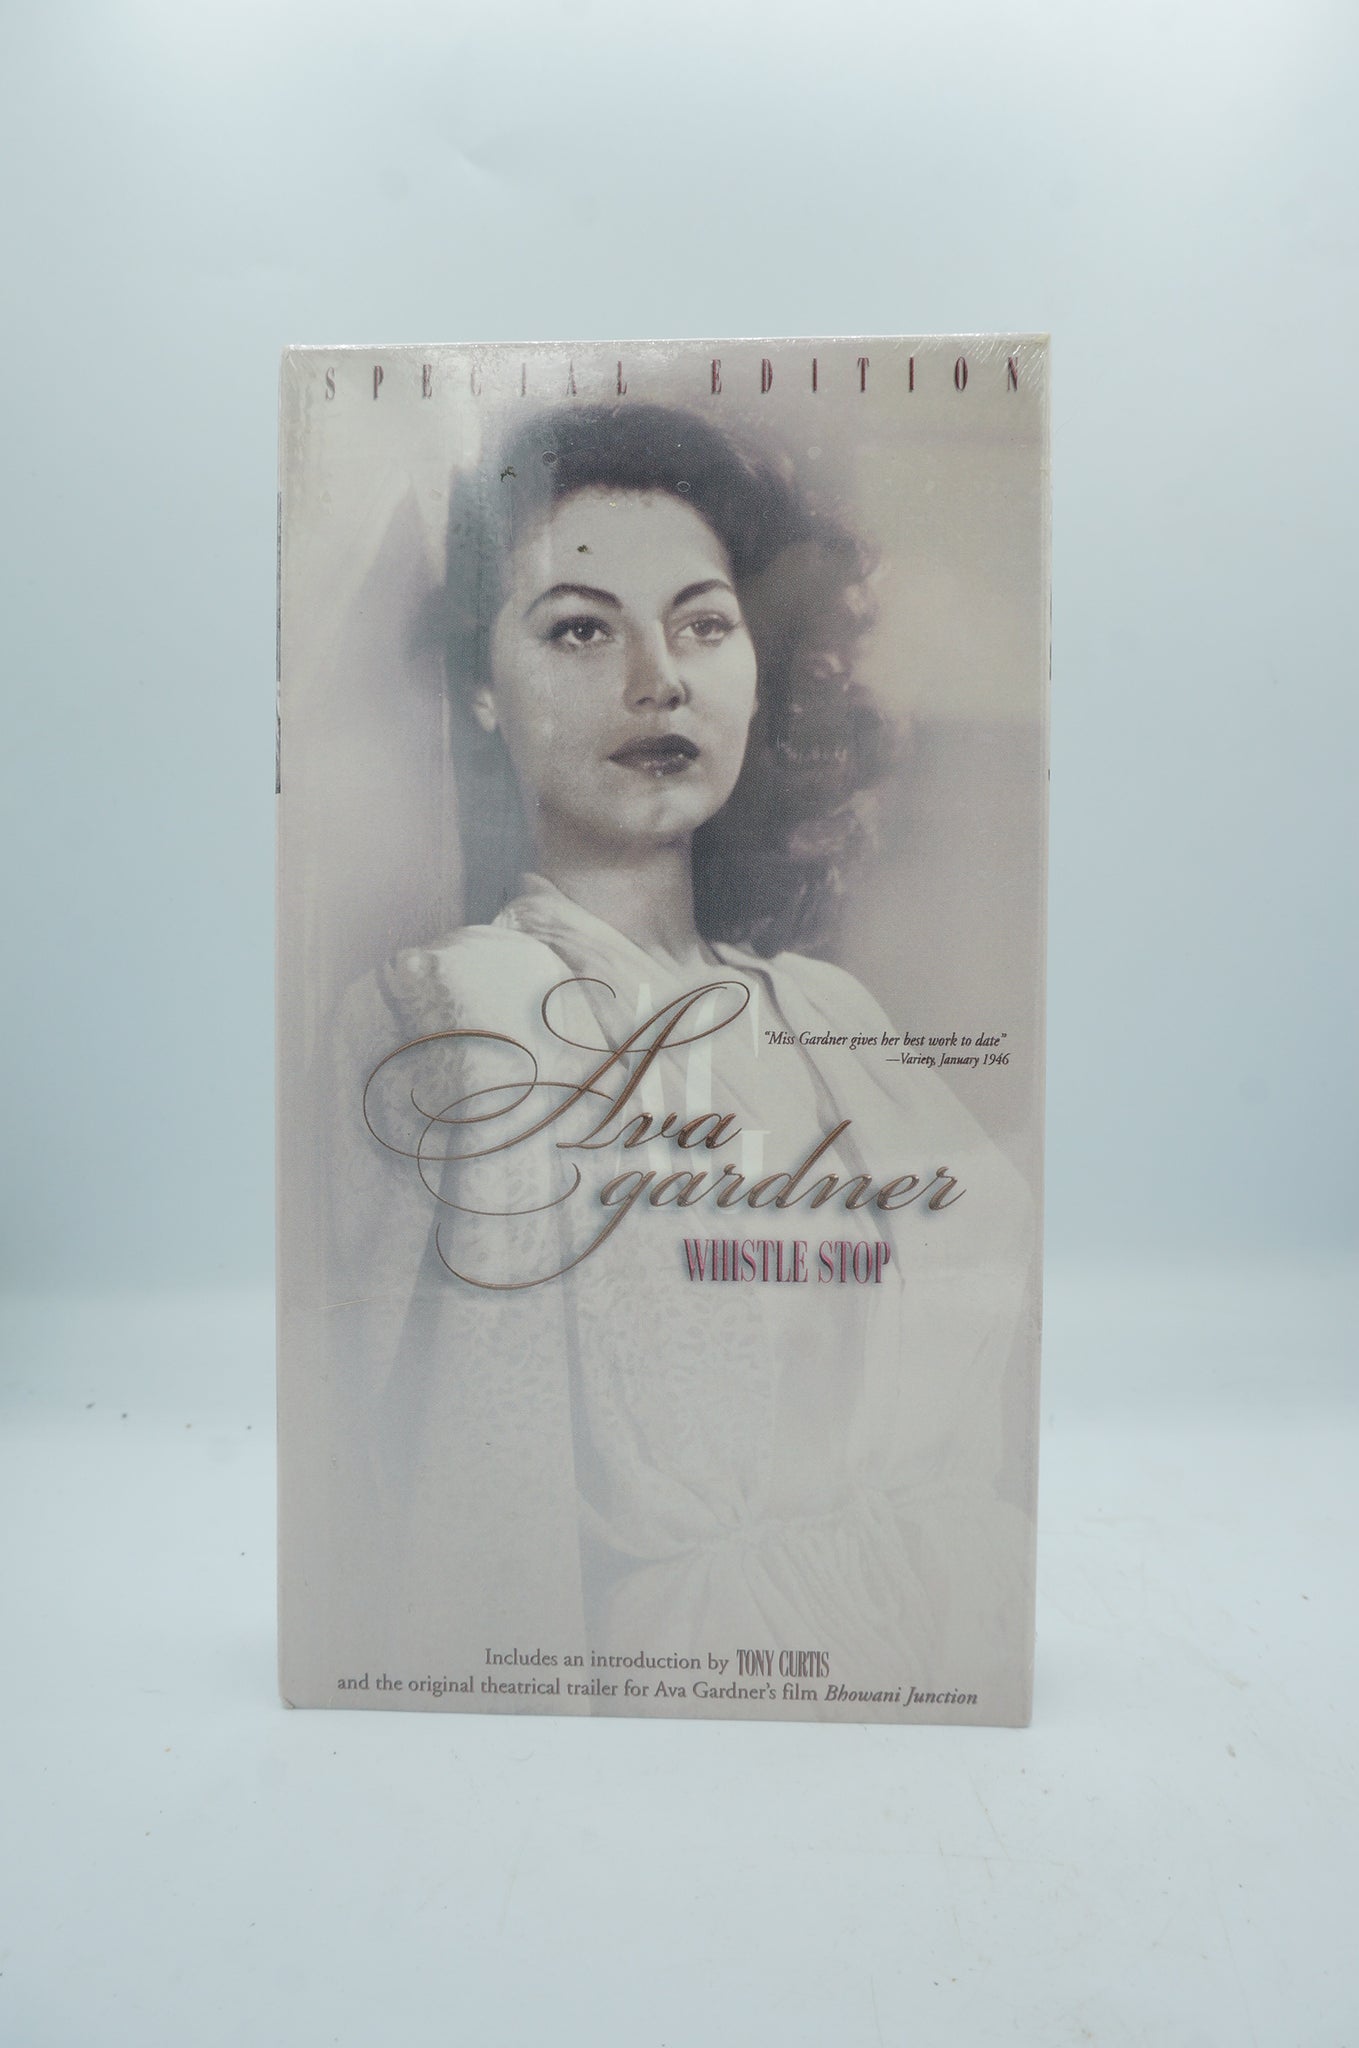 SPECIAL EDITION
"Miss Gardner gives her best work to date"
—Variety, January 1946
AG
Ava
gardner
WHISTLE STOP
Includes an introduction by TONY CURTIS
and the original theatrical trailer for Ava Gardner's film Bhowani Junction